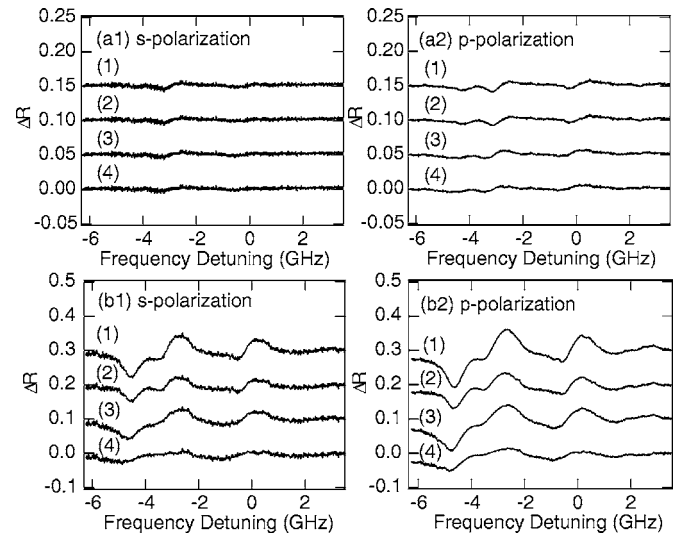 0.25
(a1) s-polarization
0.20
(1)
0.15
(2)
0.10
ΔR
(3)
0.05
(4)
0.00
-0.05
-6 -4 -2 0 2
Frequency Detuning (GHz)
0.25
(a2) p-polarization
0.20
(1)
0.15
(2)
0.10
ΔR
(3)
0.05
(4)
0.00
-0.05
-6 -4 -2 0 2
Frequency Detuning (GHz)
0.5
(b1) s-polarization
0.4
(1)
0.3
(2)
0.2
ΔR
(3)
0.1
(4)
0.0
-0.1
-6 -4 -2 0 2
Frequency Detuning (GHz)
0.5
(b2) p-polarization
0.4
(1)
0.3
(2)
0.2
ΔR
(3)
0.1
(4)
0.0
-0.1
-6 -4 -2 0 2
Frequency Detuning (GHz)